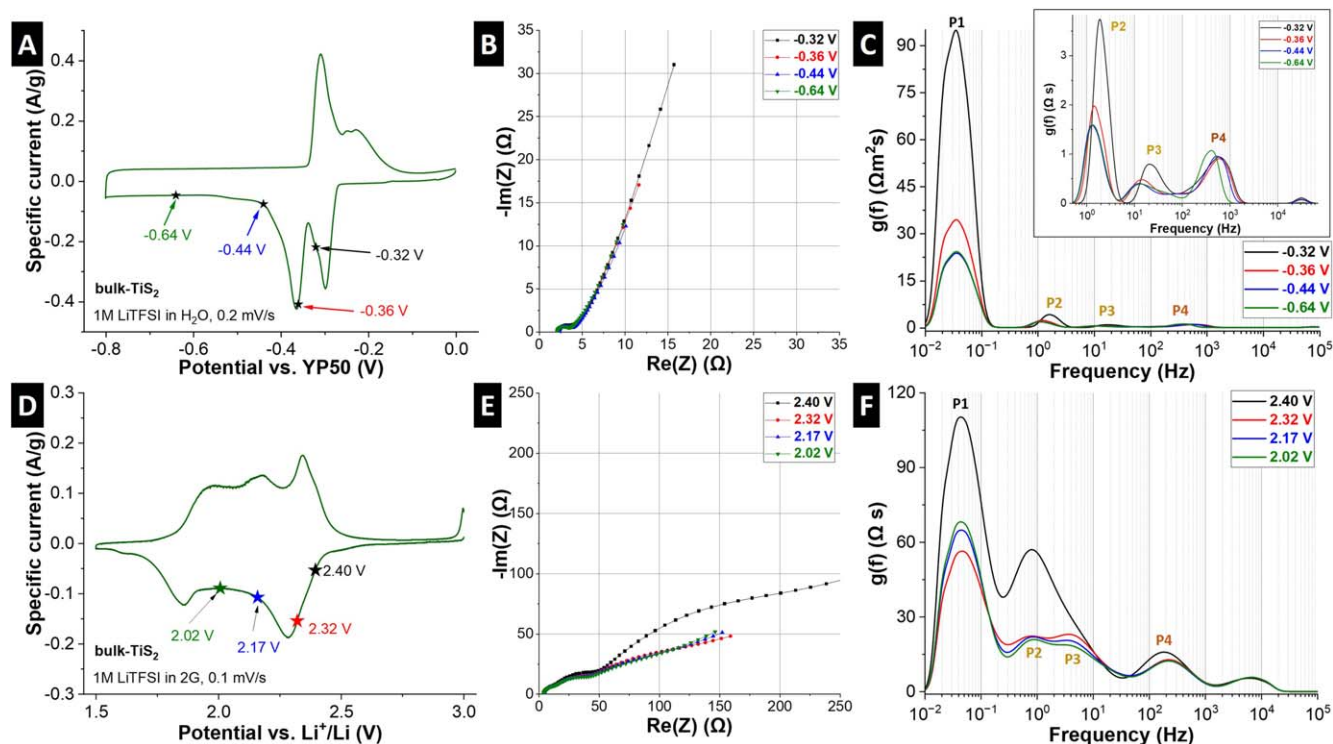 A
Specific current (A/g)
0.4
0.2
0.0
-0.2
-0.4
-0.64 V
-0.44 V
-0.32 V
-0.36 V
bulk-TiS₂
1M LiTFSI in H₂O, 0.2 mV/s
-0.8 -0.6 -0.4 -0.2 0.0
Potential vs. YP50 (V)
B
-Im(Z) (Ω)
35
30
25
20
15
10
5
0
-0.32 V
-0.36 V
-0.44 V
-0.64 V
0 5 10 15 20 25 30 35
Re(Z) (Ω)
C
g(f) (Ωm²s)
90
75
60
45
30
15
0
P1
P2
P3
P4
g(f) (Ω s)
3
2
1
0
P2
P3
P4
-0.32 V
-0.36 V
-0.44 V
-0.64 V
10⁰ 10¹ 10² 10³ 10⁴
Frequency (Hz)
-0.32 V
-0.36 V
-0.44 V
-0.64 V
10⁻² 10⁻¹ 10⁰ 10¹ 10² 10³ 10⁴ 10⁵
Frequency (Hz)
D
Specific current (A/g)
0.3
0.2
0.1
0.0
-0.1
-0.2
-0.3
2.40 V
2.02 V
2.17 V
2.32 V
bulk-TiS₂
1M LiTFSI in 2G, 0.1 mV/s
1.5 2.0 2.5 3.0
Potential vs. Li⁺/Li (V)
E
-Im(Z) (Ω)
250
200
150
100
50
0
2.40 V
2.32 V
2.17 V
2.02 V
0 50 100 150 200 250
Re(Z) (Ω)
F
g(f) (Ω s)
120
90
60
30
0
P1
P2
P3
P4
2.40 V
2.32 V
2.17 V
2.02 V
10⁻² 10⁻¹ 10⁰ 10¹ 10² 10³ 10⁴ 10⁵
Frequency (Hz)